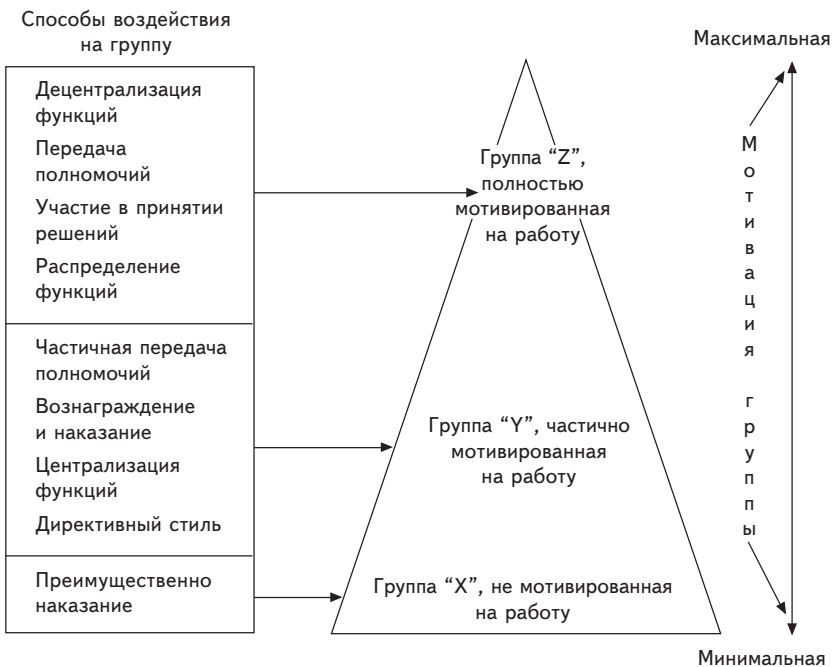 Способы воздействия
на группу
Децентрализация
функций
Передача
полномочий
Участие в принятии
решений
Распределение
функций
Частичная передача
полномочий
Вознаграждение
и наказание
Централизация
функций
Директивный стиль
Преимущественно
наказание
Группа “Z”,
полностью
мотивированная
на работу
Группа “Y”, частично
мотивированная
на работу
Группа “X”, не мотивированная
на работу
Максимальная
Мотивация группы
Минимальная